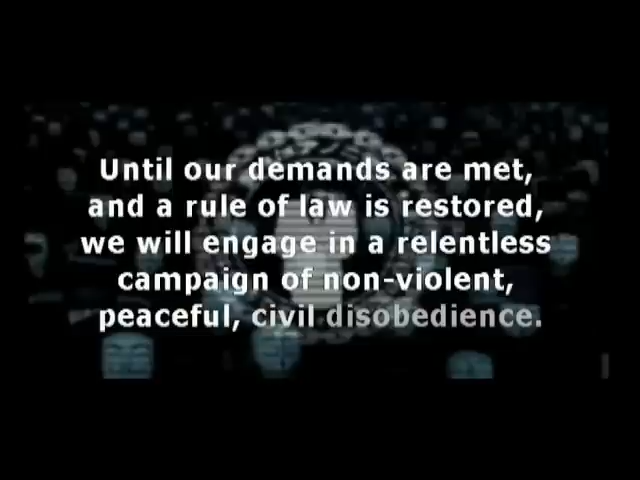 Until our demands are met,
and a rule of law is restored,
we will engage in a relentless
campaign of non-violent,
peaceful, civil disobedience.